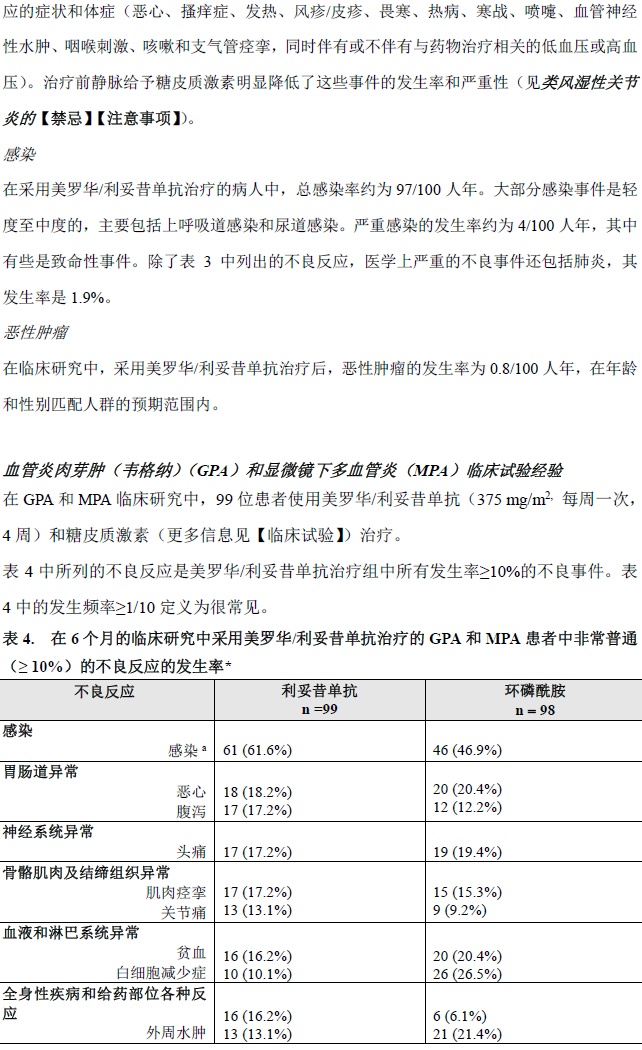 应的症状和体症（恶心、搔痒症、发热、风疹/皮疹、畏寒、热病、寒战、喷嚏、血管神经
性水肿、咽喉刺激、咳嗽和支气管痉挛，同时伴有或不伴有与药物治疗相关的低血压或高血
压）。治疗前静脉给予糖皮质激素明显降低了这些事件的发生率和严重性（见类风湿性关节
炎的【禁忌】【注意事项】）。
感染
在采用美罗华/利妥昔单抗治疗的病人中，总感染率约为 97/100 人年。大部分感染事件是轻
度至中度的，主要包括上呼吸道感染和尿道感染。严重感染的发生率约为 4/100 人年，其中
有些是致命性事件。除了表 3 中列出的不良反应，医学上严重的不良事件还包括肺炎，其
发生率是 1.9%。
恶性肿瘤
在临床研究中，采用美罗华/利妥昔单抗治疗后，恶性肿瘤的发生率为 0.8/100 人年，在年龄
和性别匹配人群的预期范围内。
血管炎肉芽肿（韦格纳）（GPA）和显微镜下多血管炎（MPA）临床试验经验
在 GPA 和 MPA 临床研究中，99 位患者使用美罗华/利妥昔单抗（375 mg/m2, 每周一次，
4 周）和糖皮质激素（更多信息见【临床试验】）治疗。
表 4 中所列的不良反应是美罗华/利妥昔单抗治疗组中所有发生率≥10%的不良事件。表
4 中的发生频率≥1/10 定义为很常见。
表 4. 在 6 个月的临床研究中采用美罗华/利妥昔单抗治疗的 GPA 和 MPA 患者中非常普通
（≥ 10%）的不良反应的发生率*
不良反应 利妥昔单抗 环磷酰胺
n =99 n = 98
感染
感染 a 61 (61.6%) 46 (46.9%)
胃肠道异常
恶心 18 (18.2%) 20 (20.4%)
腹泻 17 (17.2%) 12 (12.2%)
神经系统异常
头痛 17 (17.2%) 19 (19.4%)
骨骼肌肉及结缔组织异常
肌肉痉挛 17 (17.2%) 15 (15.3%)
关节痛 13 (13.1%) 9 (9.2%)
血液和淋巴系统异常
贫血 16 (16.2%) 20 (20.4%)
白细胞减少症 10 (10.1%) 26 (26.5%)
全身性疾病和给药部位各种反
应 16 (16.2%) 6 (6.1%)
外周水肿 13 (13.1%) 21 (21.4%)